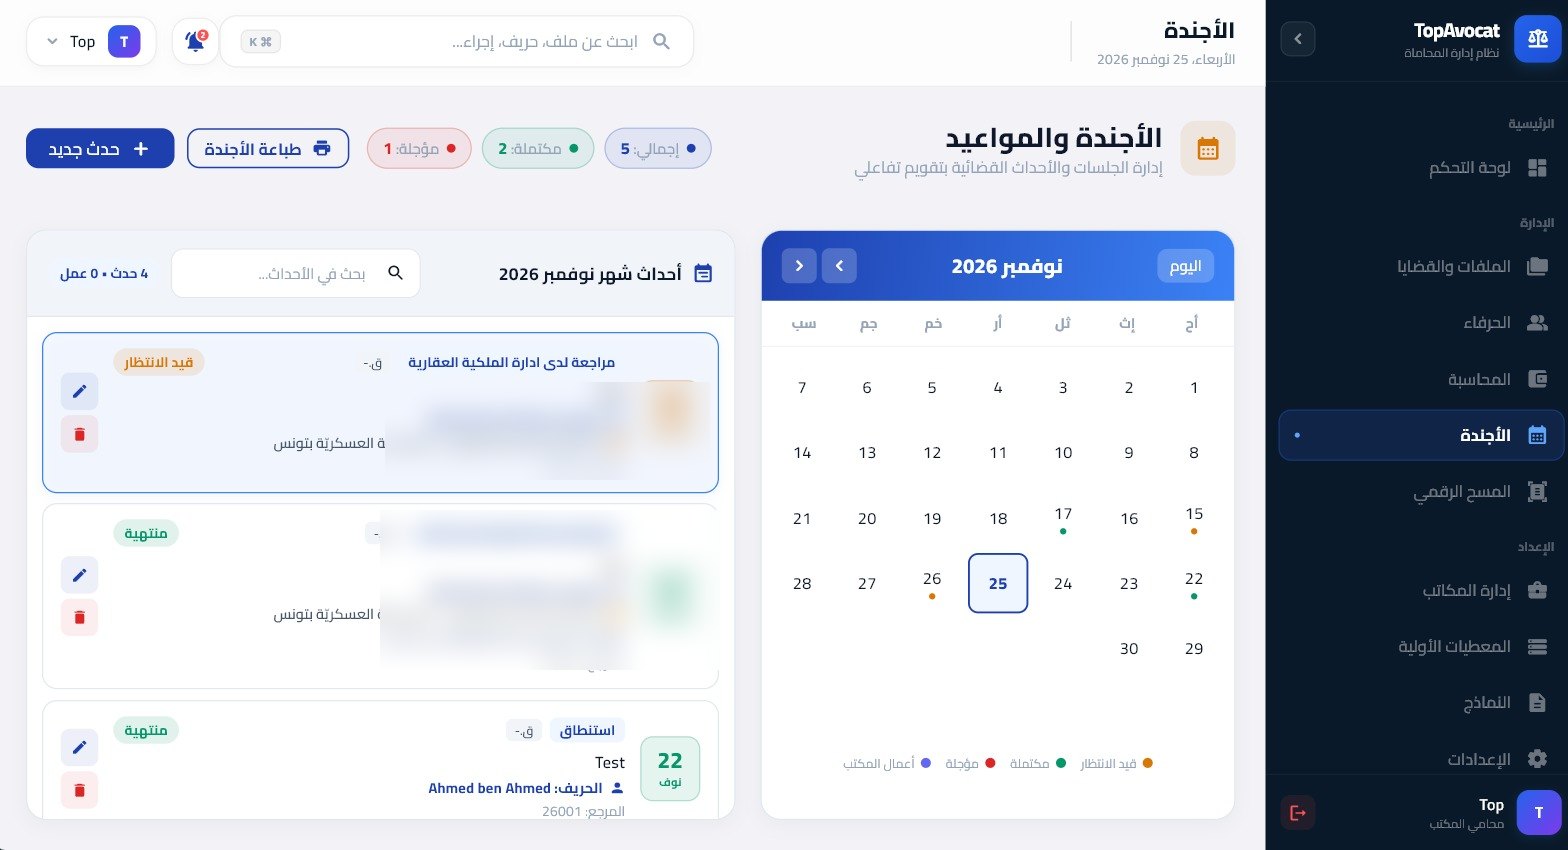 TopAvocat
نظام إدارة المحاماة
الرئيسية
لوحة التحكم
الإدارة
الملفات والقضايا
الحرفاء
المحاسبة
الأجندة
المسح الرقمي
الإعداد
إدارة المكاتب
المعطيات الأولية
النماذج
الإعدادات
T
Top
محامي المكتب
الأجندة
الأربعاء، 25 نوفمبر 2026
ابحث عن ملف، حريف، إجراء...
⌘ K
2
T
Top
الأجندة والمواعيد
إدارة الجلسات والأحداث القضائية بتقويم تفاعلي
إجمالي: 5
مكتملة: 2
مؤجلة: 1
طباعة الأجندة
+ حدث جديد
اليوم
نوفمبر 2026
أح إث ثل أر خم جم سب
1 2 3 4 5 6 7
8 9 10 11 12 13 14
15 16 17 18 19 20 21
22 23 24 25 26 27 28
29 30
قيد الانتظار
مكتملة
مؤجلة
أعمال المكتب
أحداث شهر نوفمبر 2026
بحث في الأحداث...
4 حدث • 0 عمل
مراجعة لدى ادارة الملكية العقارية
ق.-
قيد الانتظار
ة العسكريّة بتونس
منتهية
ة العسكريّة بتونس
22
نوف
استنطاق
ق.-
منتهية
Test
الحريف: Ahmed ben Ahmed
المرجع: 26001